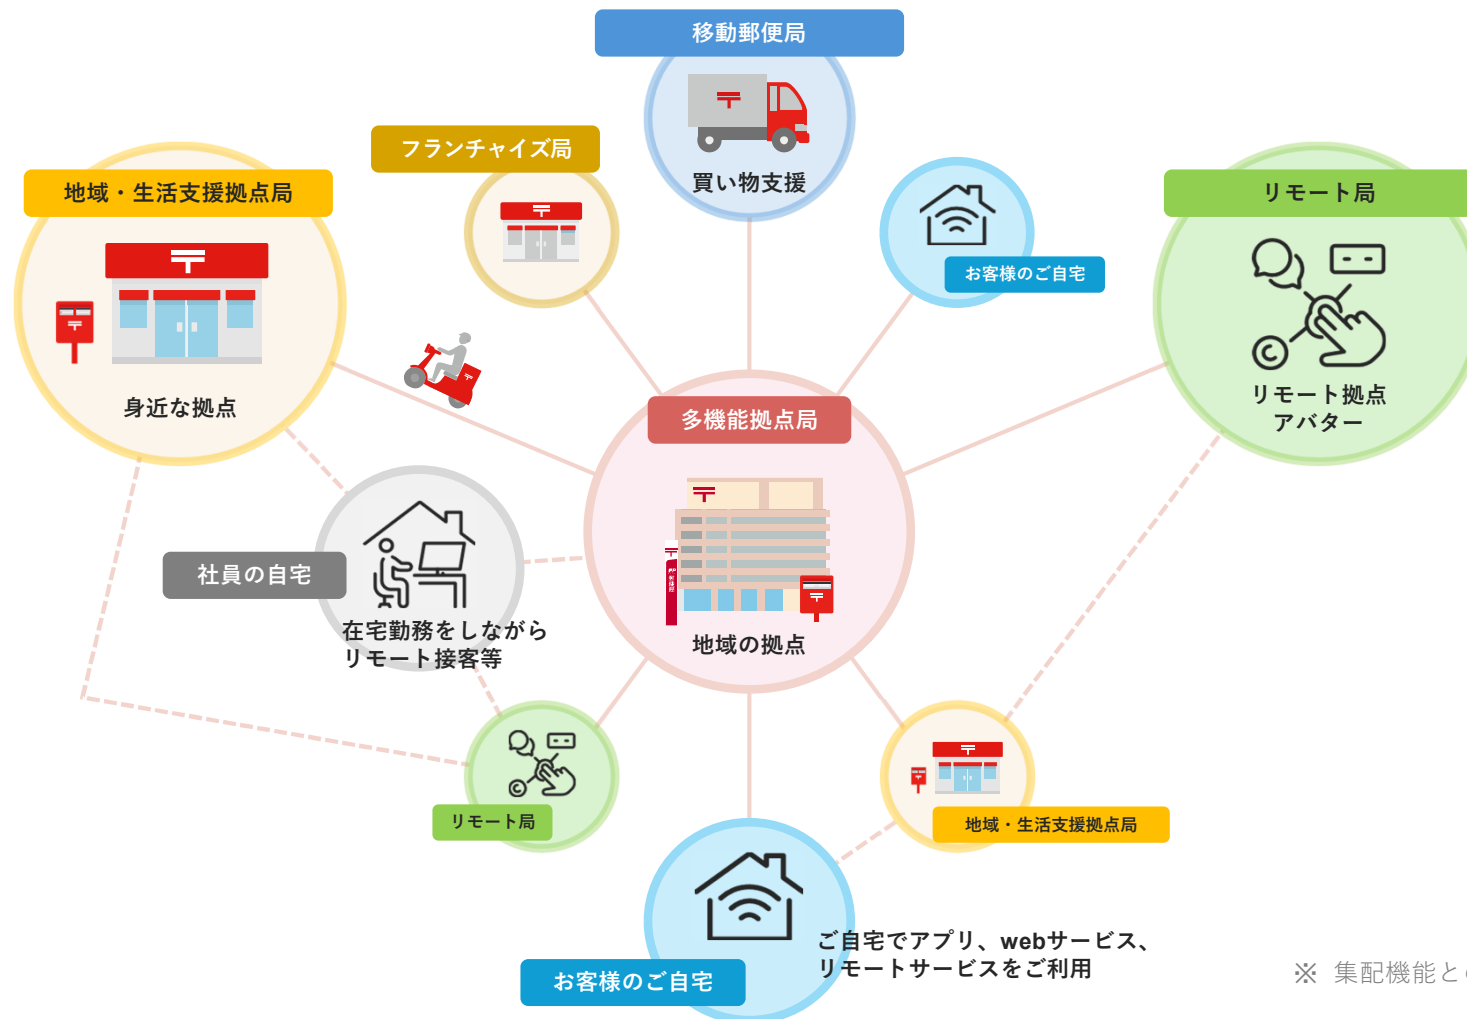 移動郵便局
買い物支援
フランチャイズ局
地域・生活支援拠点局
身近な拠点
お客様のご自宅
リモート局
リモート拠点
アバター
多機能拠点局
地域の拠点
社員の自宅
在宅勤務をしながら
リモート接客等
リモート局
地域・生活支援拠点局
ご自宅でアプリ、webサービス、
リモートサービスをご利用
お客様のご自宅
※ 集配機能と